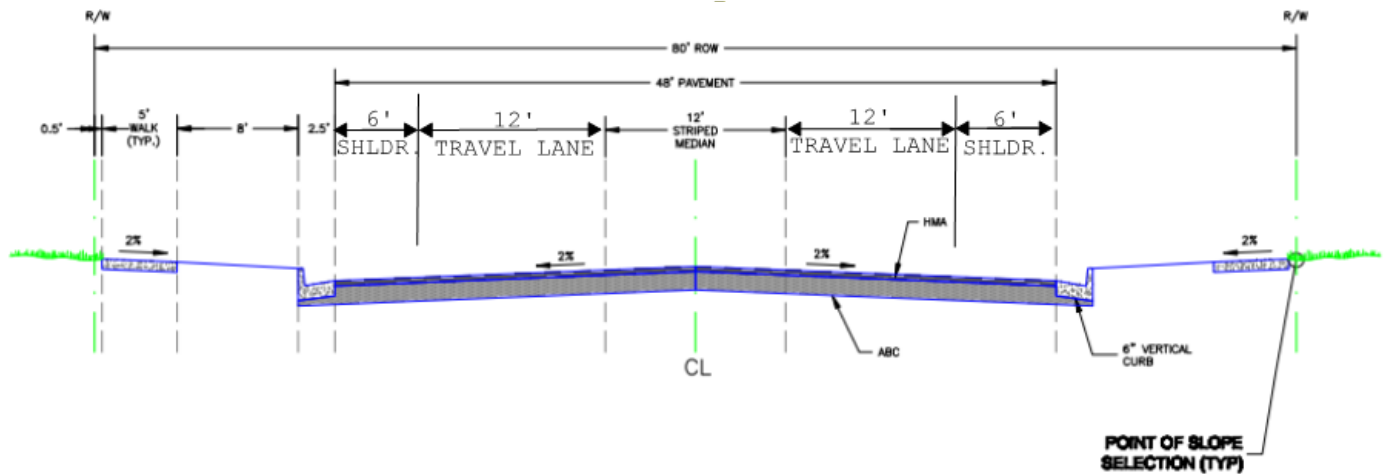 R/W
R/W
80' ROW
48' PAVEMENT
0.5'
5'
WALK
(TYP.)
8'
2.5'
6'
SHLDR.
12'
TRAVEL LANE
12'
STRIPED
MEDIAN
12'
TRAVEL LANE
6'
SHLDR.
2%
2%
2%
2%
HMA
ABC
6" VERTICAL
CURB
CL
POINT OF SLOPE
SELECTION (TYP)